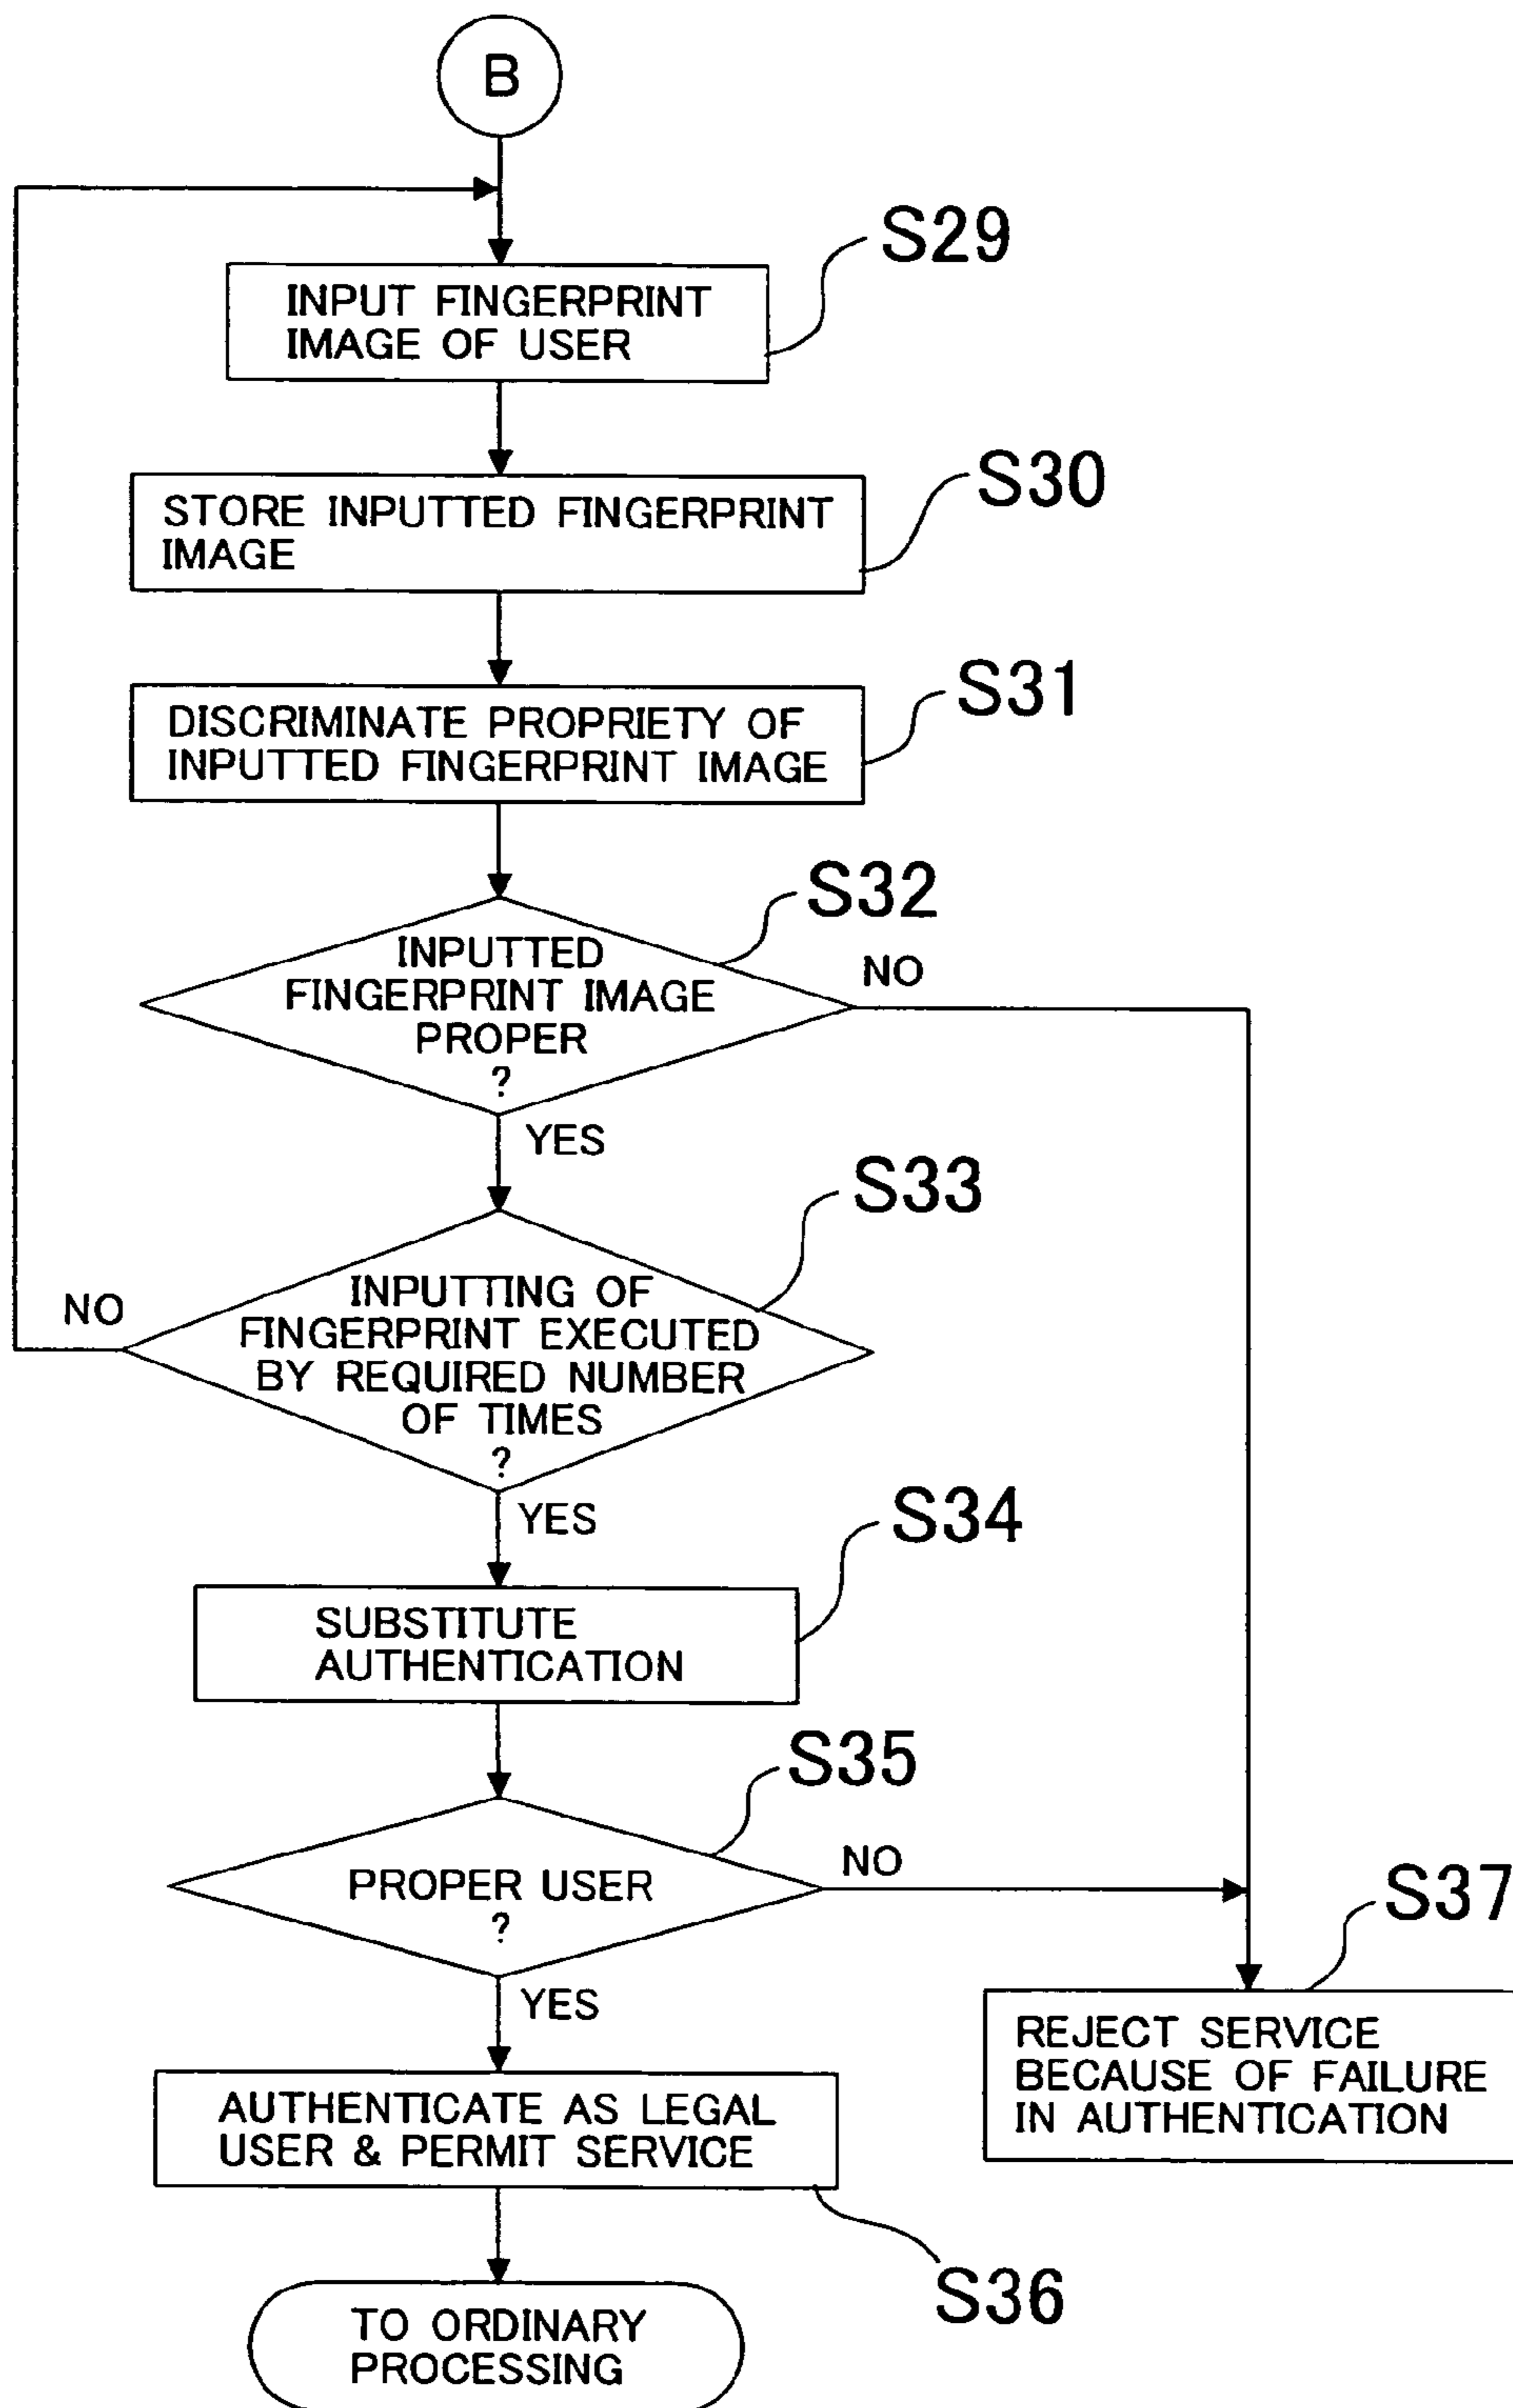 B
S29
INPUT FINGERPRINT
IMAGE OF USER
S30
STORE INPUTTED FINGERPRINT
IMAGE
S31
DISCRIMINATE PROPRIETY OF
INPUTTED FINGERPRINT IMAGE
S32
INPUTTED
FINGERPRINT IMAGE
PROPER
?
NO
YES
S33
INPUTTING OF
FINGERPRINT EXECUTED
BY REQUIRED NUMBER
OF TIMES
?
NO
YES
S34
SUBSTITUTE
AUTHENTICATION
S35
PROPER USER
?
NO
YES
S37
REJECT SERVICE
BECAUSE OF FAILURE
IN AUTHENTICATION
AUTHENTICATE AS LEGAL
USER & PERMIT SERVICE
S36
TO ORDINARY
PROCESSING